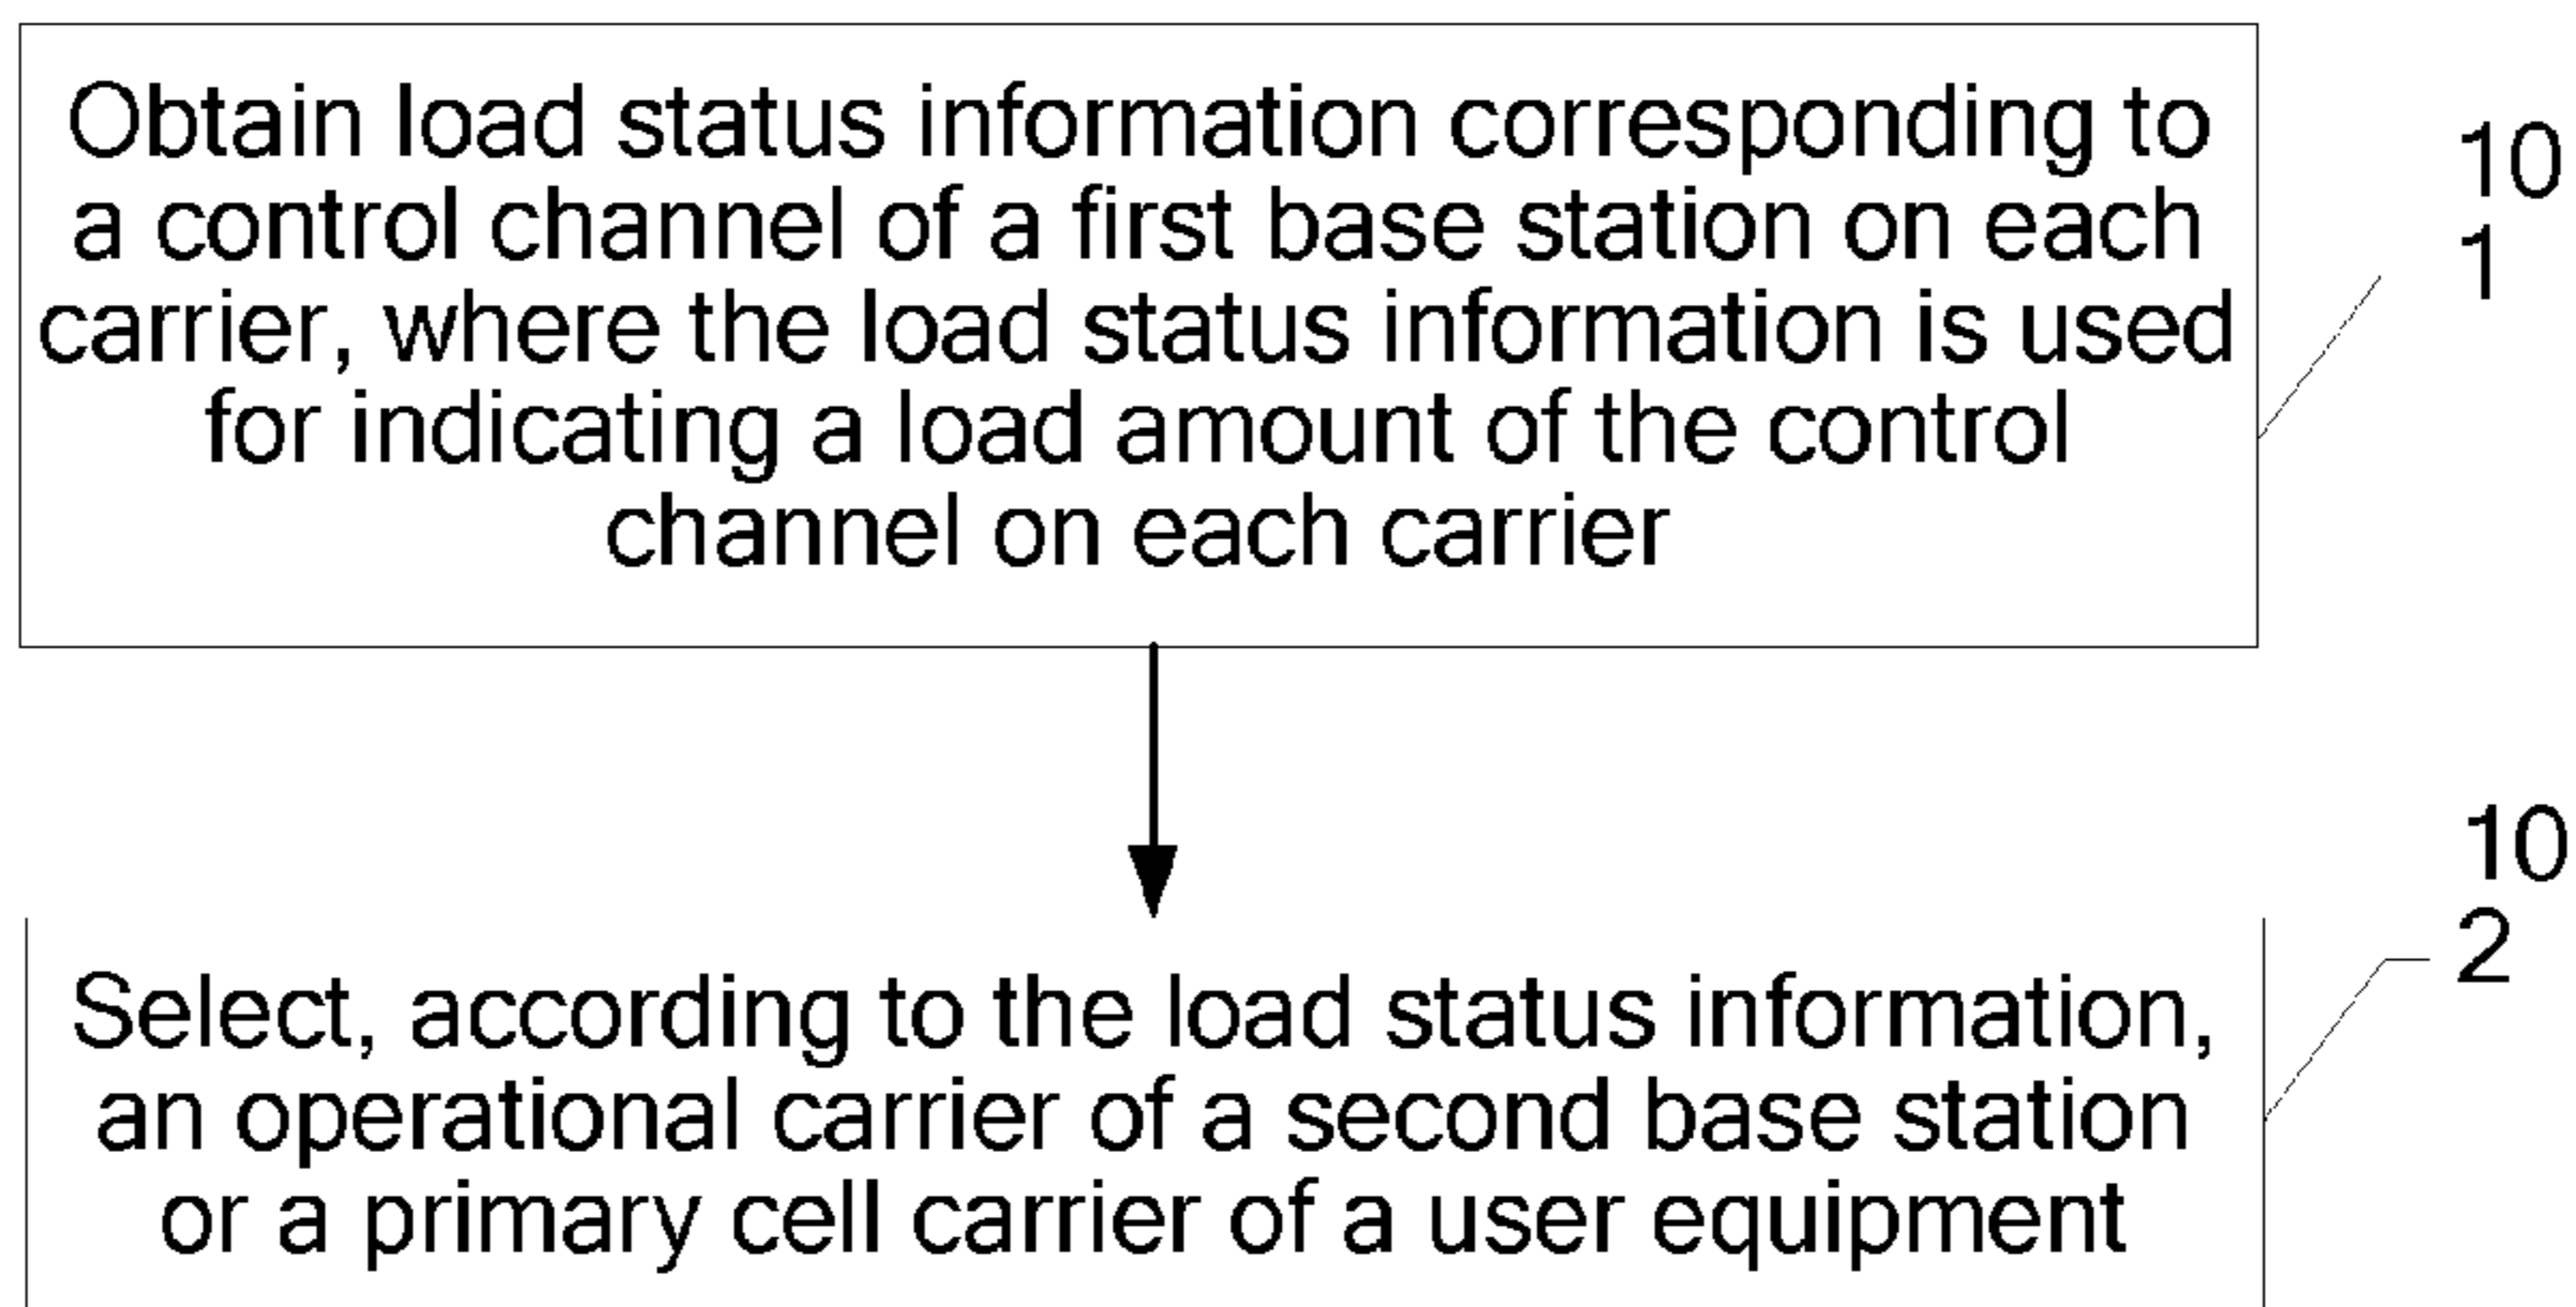 Obtain load status information corresponding to
a control channel of a first base station on each
carrier, where the load status information is used
for indicating a load amount of the control
channel on each carrier
10
1
Select, according to the load status information,
an operational carrier of a second base station
or a primary cell carrier of a user equipment
10
2